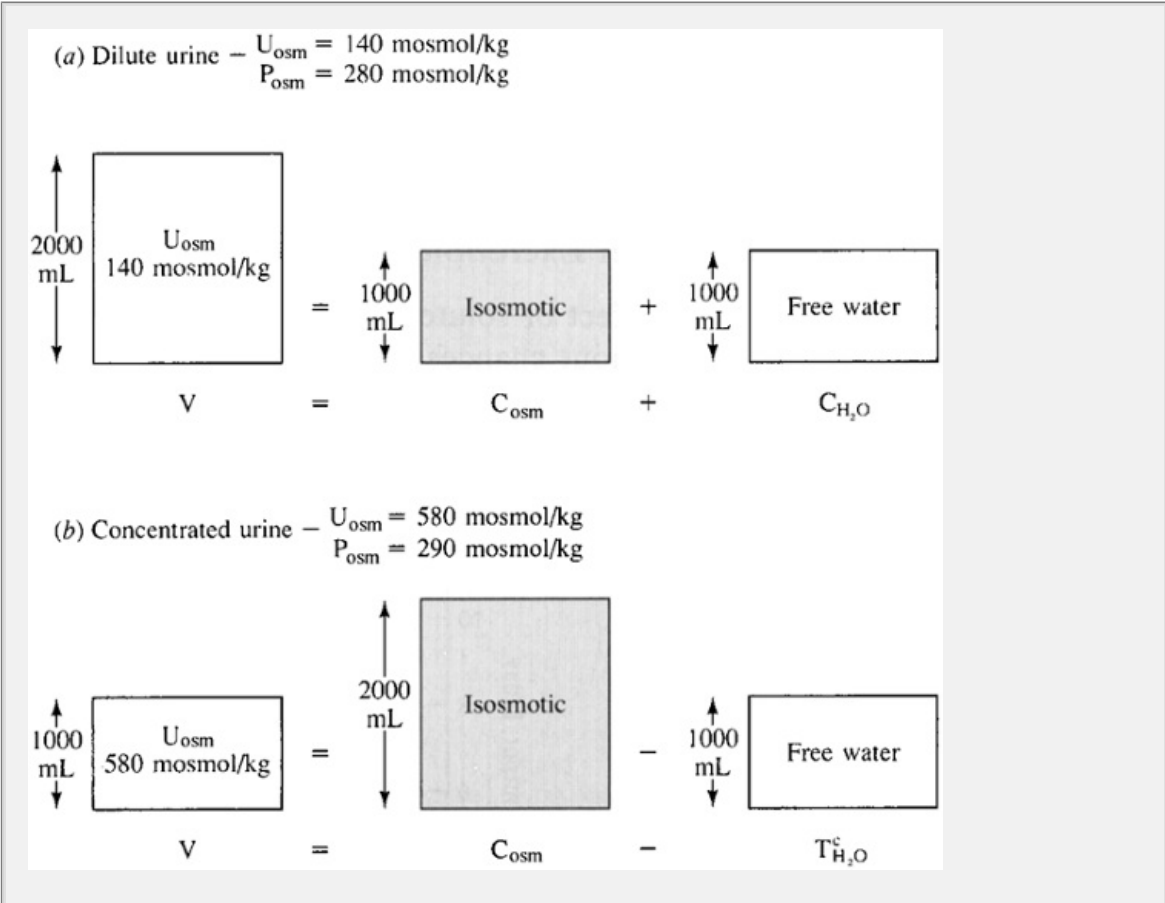 (a) Dilute urine – Uosm = 140 mosmol/kg
Posm = 280 mosmol/kg
2000 mL
Uosm
140 mosmol/kg
=
1000 mL
Isosmotic
+
1000 mL
Free water
V = Cosm + CH₂O
(b) Concentrated urine – Uosm = 580 mosmol/kg
Posm = 290 mosmol/kg
1000 mL
Uosm
580 mosmol/kg
=
2000 mL
Isosmotic
–
1000 mL
Free water
V = Cosm – TᶜH₂O